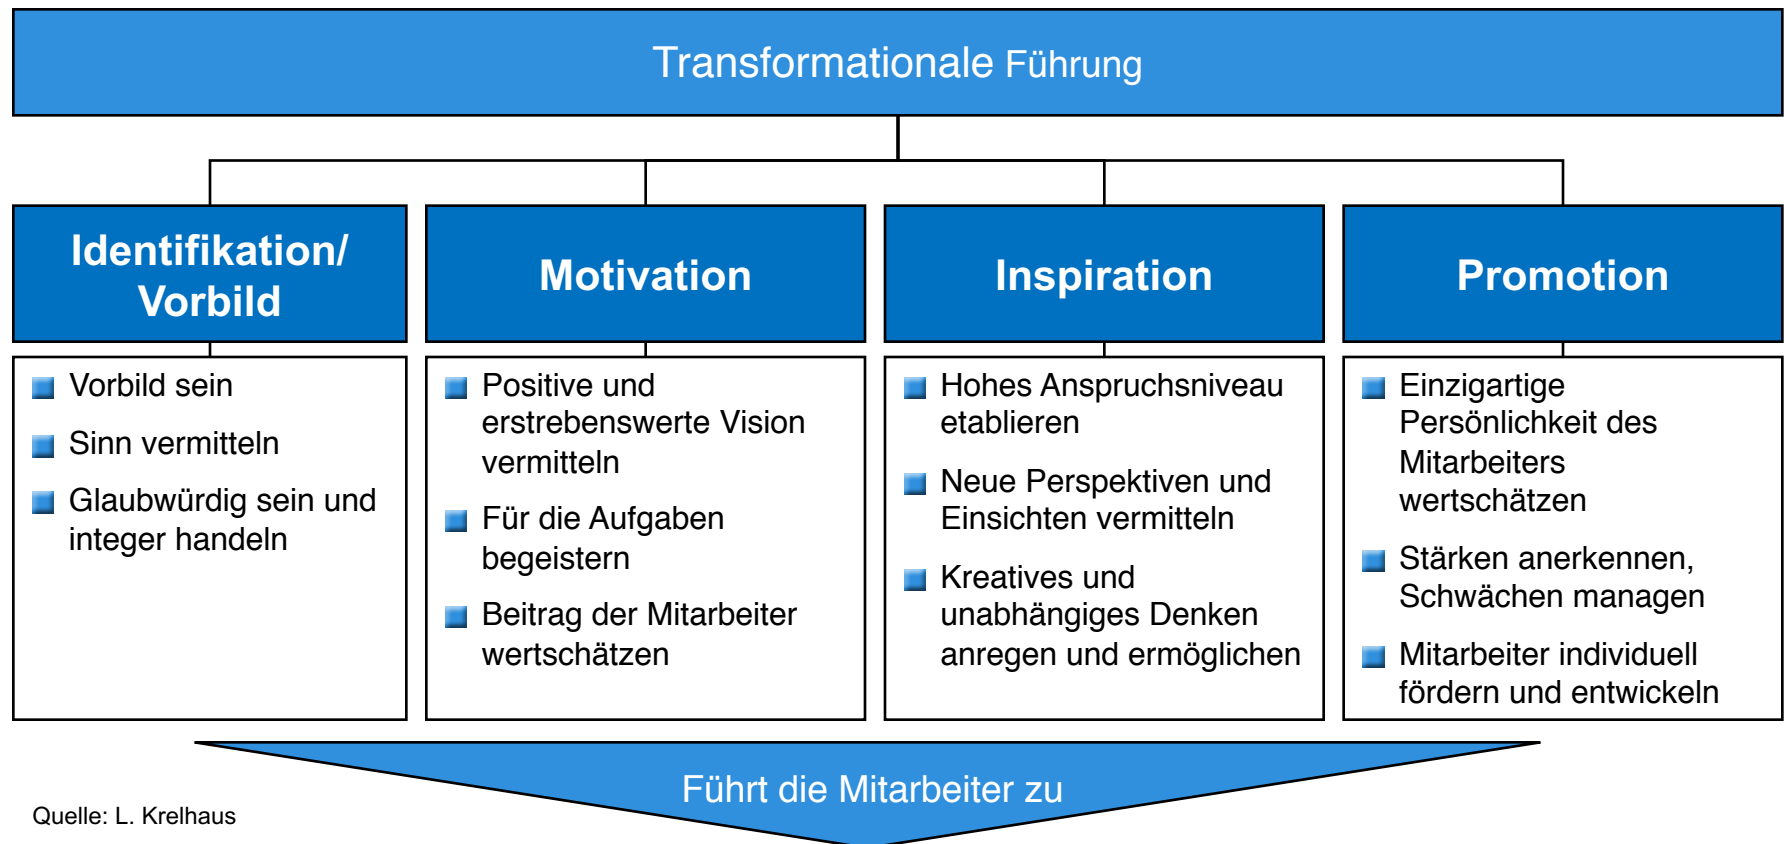 Transformationale Führung
Identifikation/
Vorbild
Vorbild sein
Sinn vermitteln
Glaubwürdig sein und
integer handeln
Motivation
Positive und
erstrebenswerte Vision
vermitteln
Für die Aufgaben
begeistern
Beitrag der Mitarbeiter
wertschätzen
Inspiration
Hohes Anspruchsniveau
etablieren
Neue Perspektiven und
Einsichten vermitteln
Kreatives und
unabhängiges Denken
anregen und ermöglichen
Promotion
Einzigartige
Persönlichkeit des
Mitarbeiters
wertschätzen
Stärken anerkennen,
Schwächen managen
Mitarbeiter individuell
fördern und entwickeln
Führt die Mitarbeiter zu
Quelle: L. Krelhaus